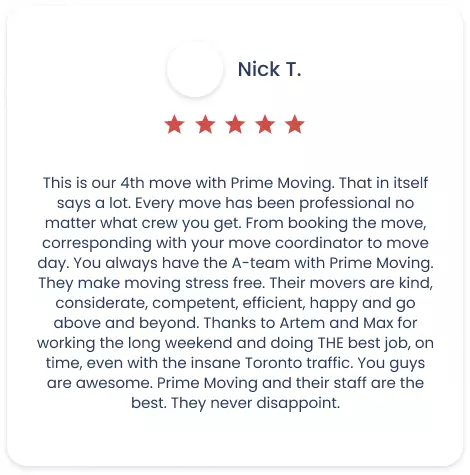 Nick T.
This is our 4th move with Prime Moving. That in itself
says a lot. Every move has been professional no
matter what crew you get. From booking the move,
corresponding with your move coordinator to move
day. You always have the A-team with Prime Moving.
They make moving stress free. Their movers are kind,
considerate, competent, efficient, happy and go
above and beyond. Thanks to Artem and Max for
working the long weekend and doing THE best job, on
time, even with the insane Toronto traffic. You guys
are awesome. Prime Moving and their staff are the
best. They never disappoint.